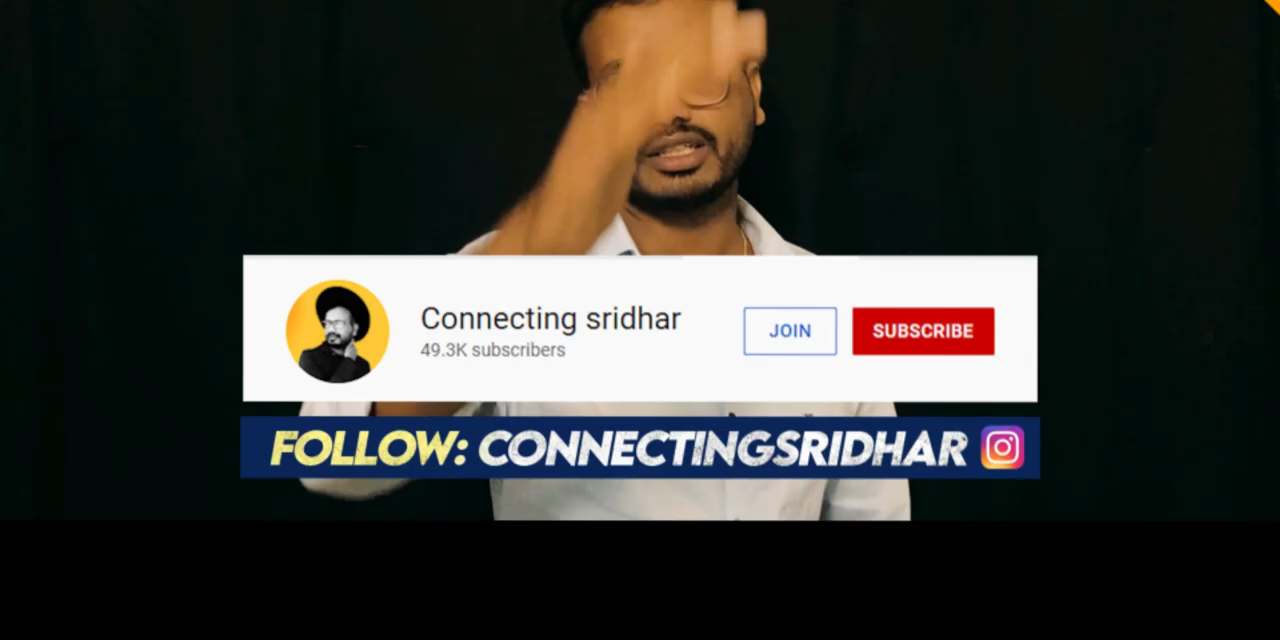 Connecting sridhar
49.3K subscribers
JOIN
SUBSCRIBE
FOLLOW: CONNECTINGSRIDHAR